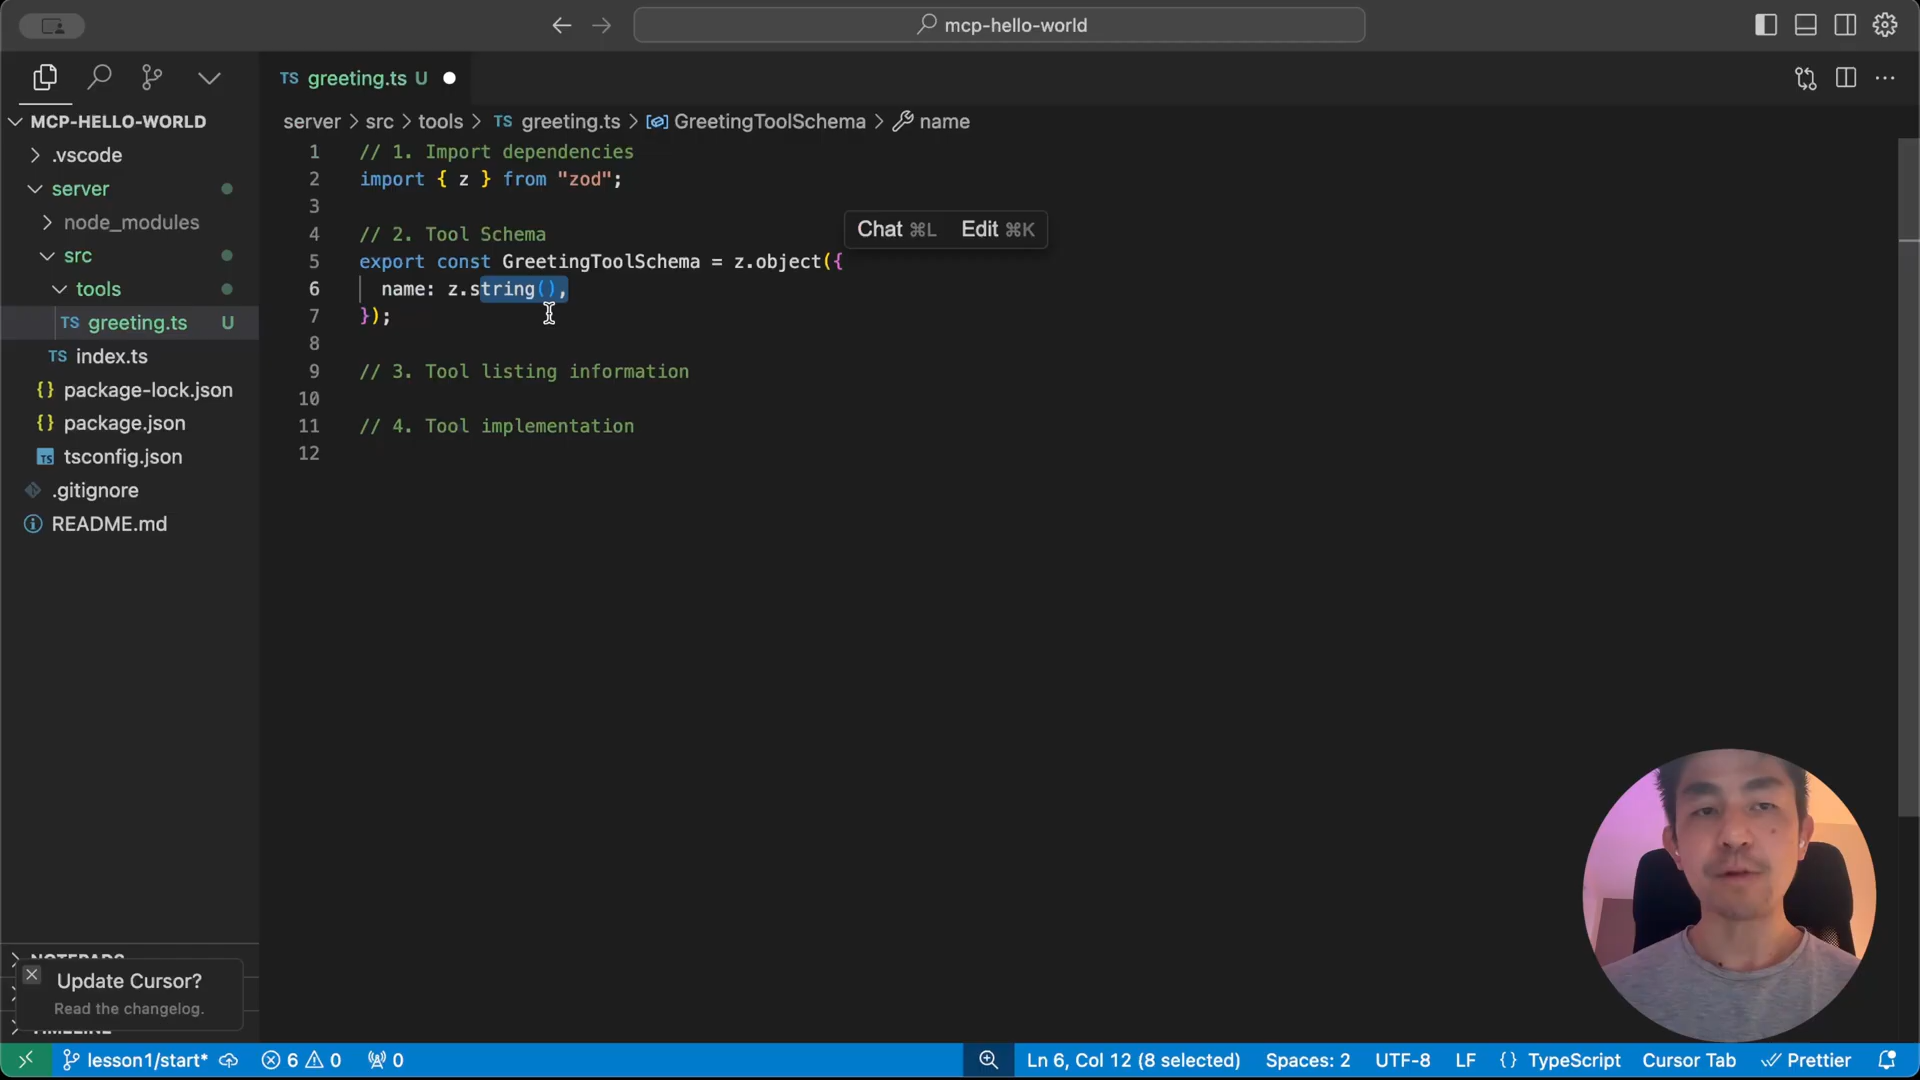 mcp-hello-world
TS greeting.ts U
MCP-HELLO-WORLD
server > src > tools > TS greeting.ts > GreetingToolSchema > name
.vscode
server
node_modules
src
tools
TS greeting.ts U
TS index.ts
{} package-lock.json
{} package.json
TS tsconfig.json
.gitignore
README.md
1 // 1. Import dependencies
2 import { z } from "zod";
3
4 // 2. Tool Schema
5 export const GreetingToolSchema = z.object({
6 name: z.string(),
7 });
8
9 // 3. Tool listing information
10
11 // 4. Tool implementation
12
Chat ⌘L Edit ⌘K
NOTEPADS
Update Cursor?
Read the changelog.
TIMELINE
lesson1/start* 6 0 0 Ln 6, Col 12 (8 selected) Spaces: 2 UTF-8 LF {} TypeScript Cursor Tab Prettier